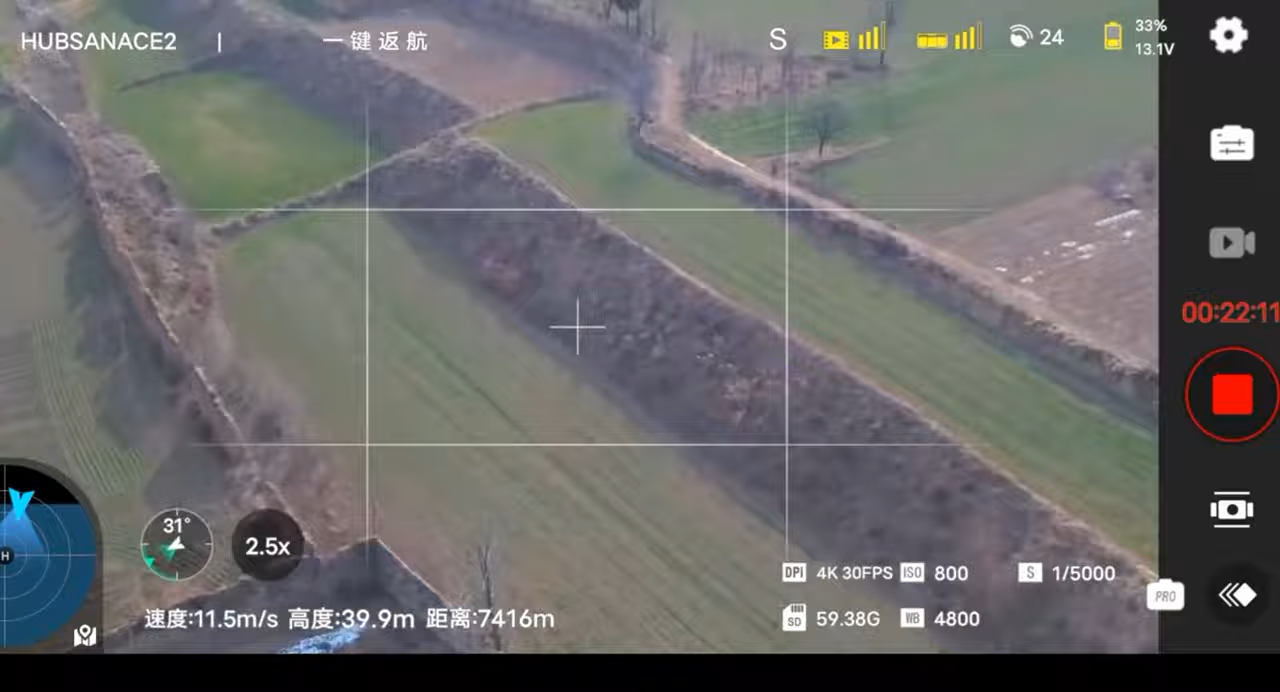 HUBSANACE2 | 一键返航 S 24 33%
13.1V
00:22:11
31°
2.5x
H
DPI 4K 30FPS ISO 800 S 1/5000
PRO
速度:11.5m/s 高度:39.9m 距离:7416m
SD 59.38G WB 4800